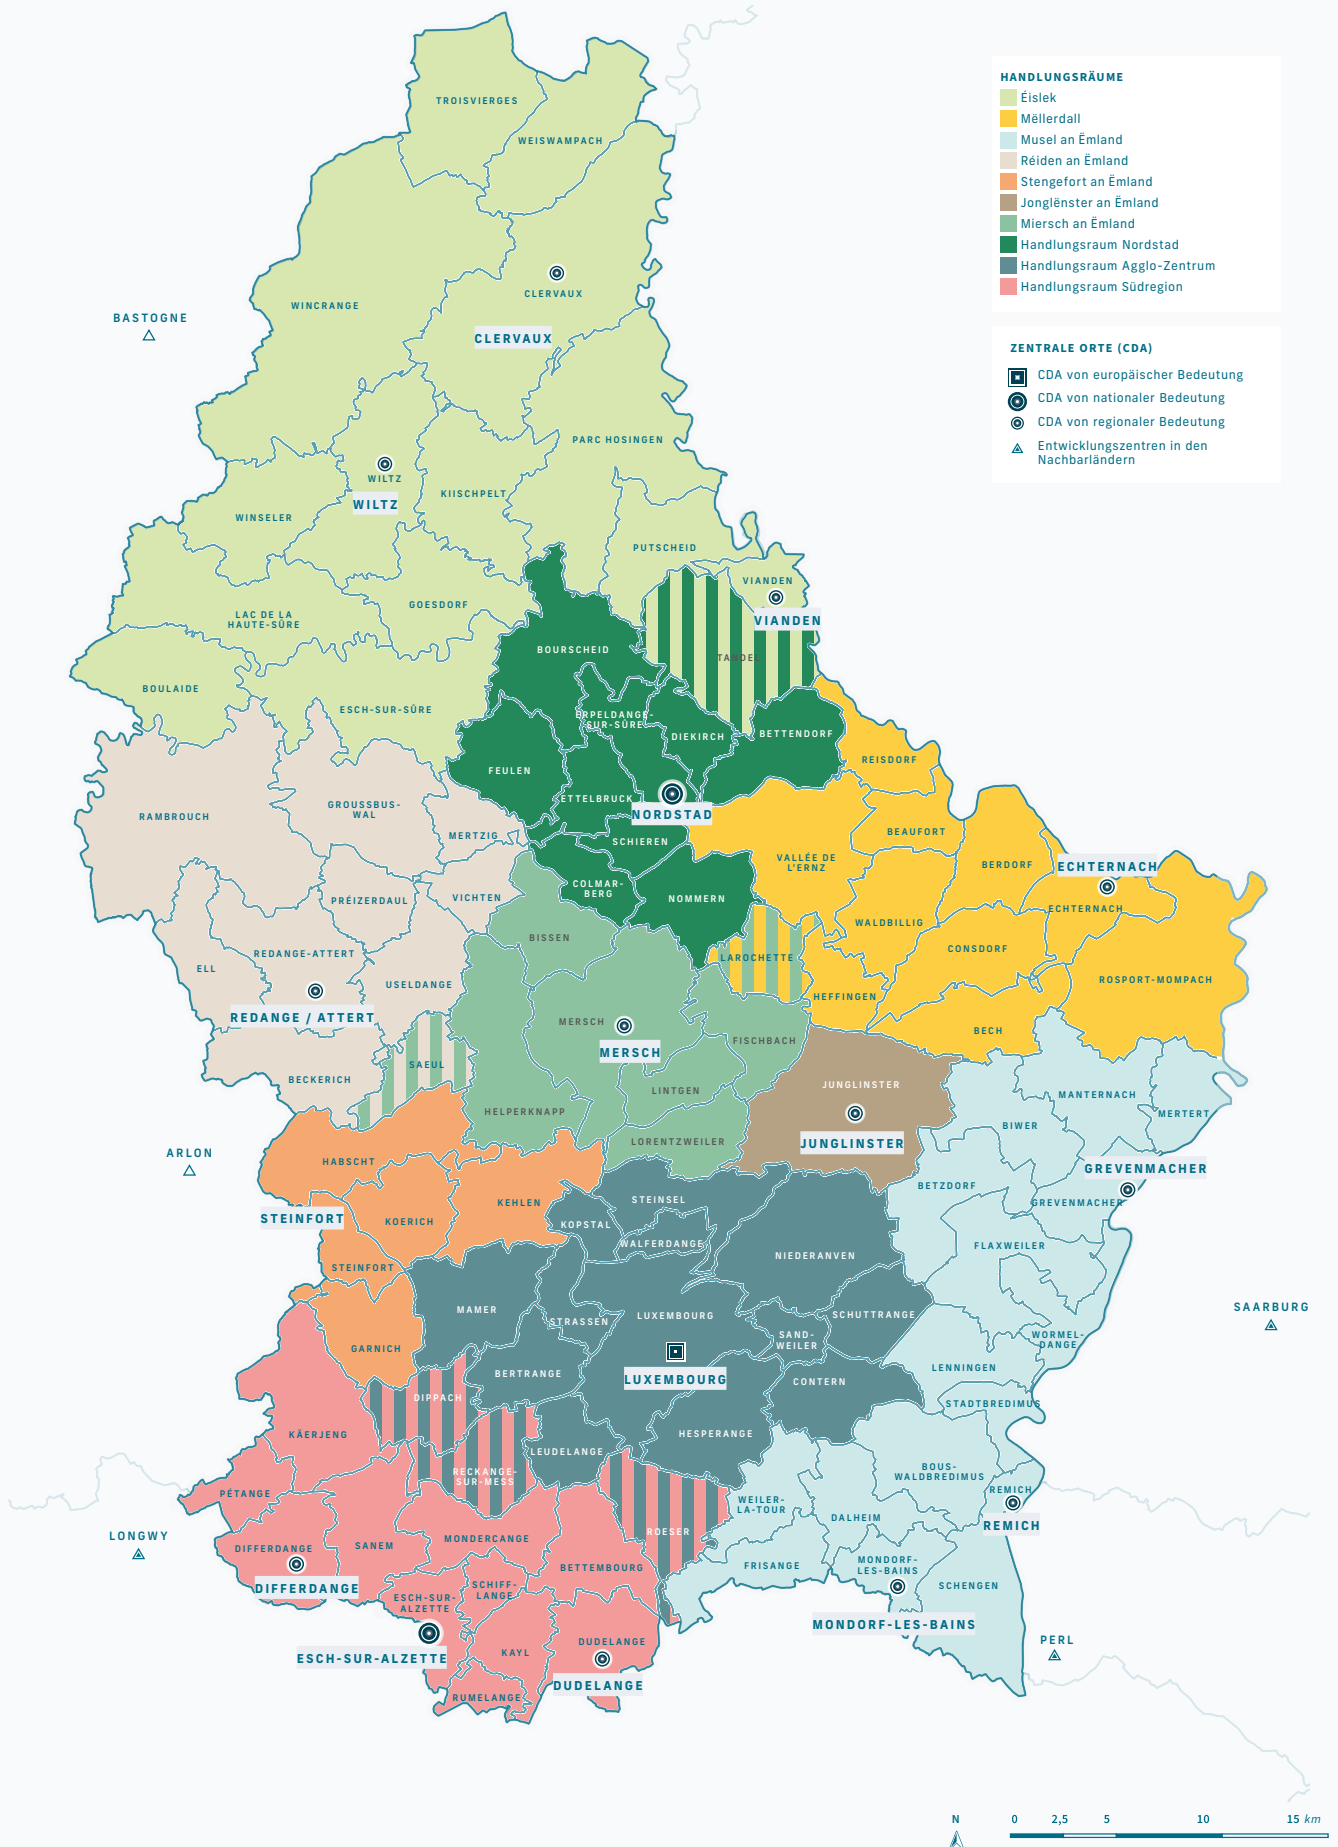 HANDLUNGSRÄUME
Éislek
Mëllerdall
Musel an Ëmland
Réiden an Ëmland
Stengefort an Ëmland
Jonglënster an Ëmland
Miersch an Ëmland
Handlungsraum Nordstad
Handlungsraum Agglo-Zentrum
Handlungsraum Südregion
ZENTRALE ORTE (CDA)
CDA von europäischer Bedeutung
CDA von nationaler Bedeutung
CDA von regionaler Bedeutung
Entwicklungszentren in den
Nachbarländern
TROISVIERGES
WEISWAMPACH
CLERVAUX
WINCRANGE
BASTOGNE
CLERVAUX
PARC HOSINGEN
WILTZ
KIISCHPELT
WILTZ
WINSELER
PUTSCHEID
VIANDEN
GOESDORF
LAC DE LA
HAUTE-SÛRE
VIANDEN
BOURSCHEID
TANDEL
BOULAIDE
ESCH-SUR-SÛRE
ERPELDANGE-
SUR-SÛRE
DIEKIRCH
BETTENDORF
REISDORF
FEULEN
ETTELBRUCK
GROUSSBUS-
WAL
NORDSTAD
RAMBROUCH
MERTZIG
BEAUFORT
SCHIEREN
VALLÉE DE
L'ERNZ
BERDORF
ECHTERNACH
COLMAR-
BERG
NOMMERN
PRÉIZERDAUL
VICHTEN
ECHTERNACH
WALDBILLIG
BISSEN
REDANGE-ATTERT
CONSDORF
LAROCHETTE
ELL
USELDANGE
ROSPORT-MOMPACH
HEFFINGEN
REDANGE / ATTERT
MERSCH
BECH
MERSCH
FISCHBACH
SAEUL
BECKERICH
LINTGEN
JUNGLINSTER
MANTERNACH
HELPERKNAPP
MERTERT
BIWER
LORENTZWEILER
JUNGLINSTER
ARLON
HABSCHT
GREVENMACHER
BETZDORF
STEINSEL
KEHLEN
GREVENMACHER
STEINFORT
KOERICH
KOPSTAL
WALFERDANGE
FLAXWEILER
NIEDERANVEN
STEINFORT
MAMER
SAARBURG
STRASSEN
LUXEMBOURG
SCHUTTRANGE
SAND-
WEILER
WORMEL-
DANGE
GARNICH
LENNINGEN
BERTRANGE
LUXEMBOURG
CONTERN
DIPPACH
STADTBREDIMUS
KÄERJENG
HESPERANGE
LEUDELANGE
RECKANGE-
SUR-MESS
BOUS-
WALDBREDIMUS
PÉTANGE
REMICH
WEILER-
LA-TOUR
DALHEIM
REMICH
ROESER
LONGWY
MONDERCANGE
DIFFERDANGE
SANEM
BETTEMBOURG
FRISANGE
MONDORF-
LES-BAINS
DIFFERDANGE
SCHIFF-
LANGE
SCHENGEN
ESCH-SUR-
ALZETTE
MONDORF-LES-BAINS
DUDELANGE
PERL
KAYL
ESCH-SUR-ALZETTE
DUDELANGE
RUMELANGE
N
0 2,5 5 10 15 km